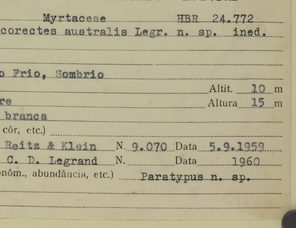 Myrtaceae HBR 24.772
corectes australis Legr. n. sp. ined.
o Frio, Sombrio
Altit. 10 m
re Altura 15 m
branca
côr, etc.)
Reitz & Klein N. 9.070 Data 5.9.1959
C. D. Legrand N. Data 1960
onôm., abundância, etc.) Paratypus n. sp.